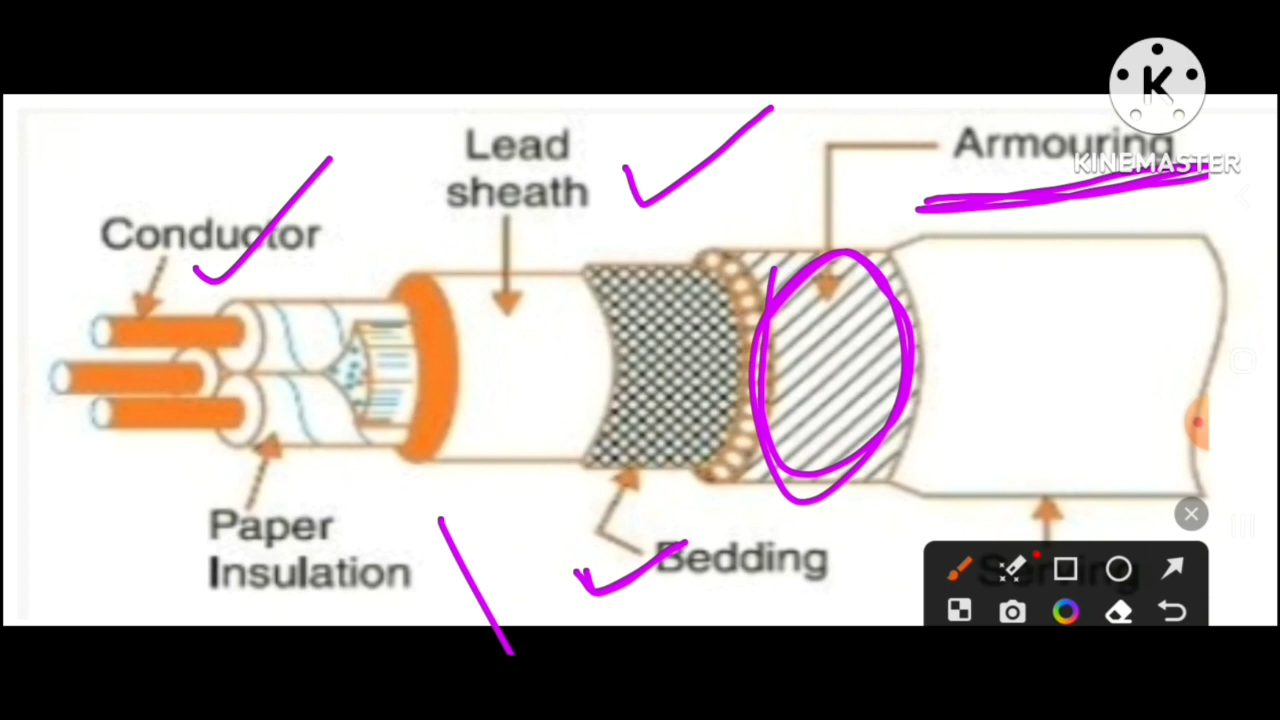 Lead
sheath
Armouring
KINEMASTER
Conductor
Paper
Insulation
Bedding